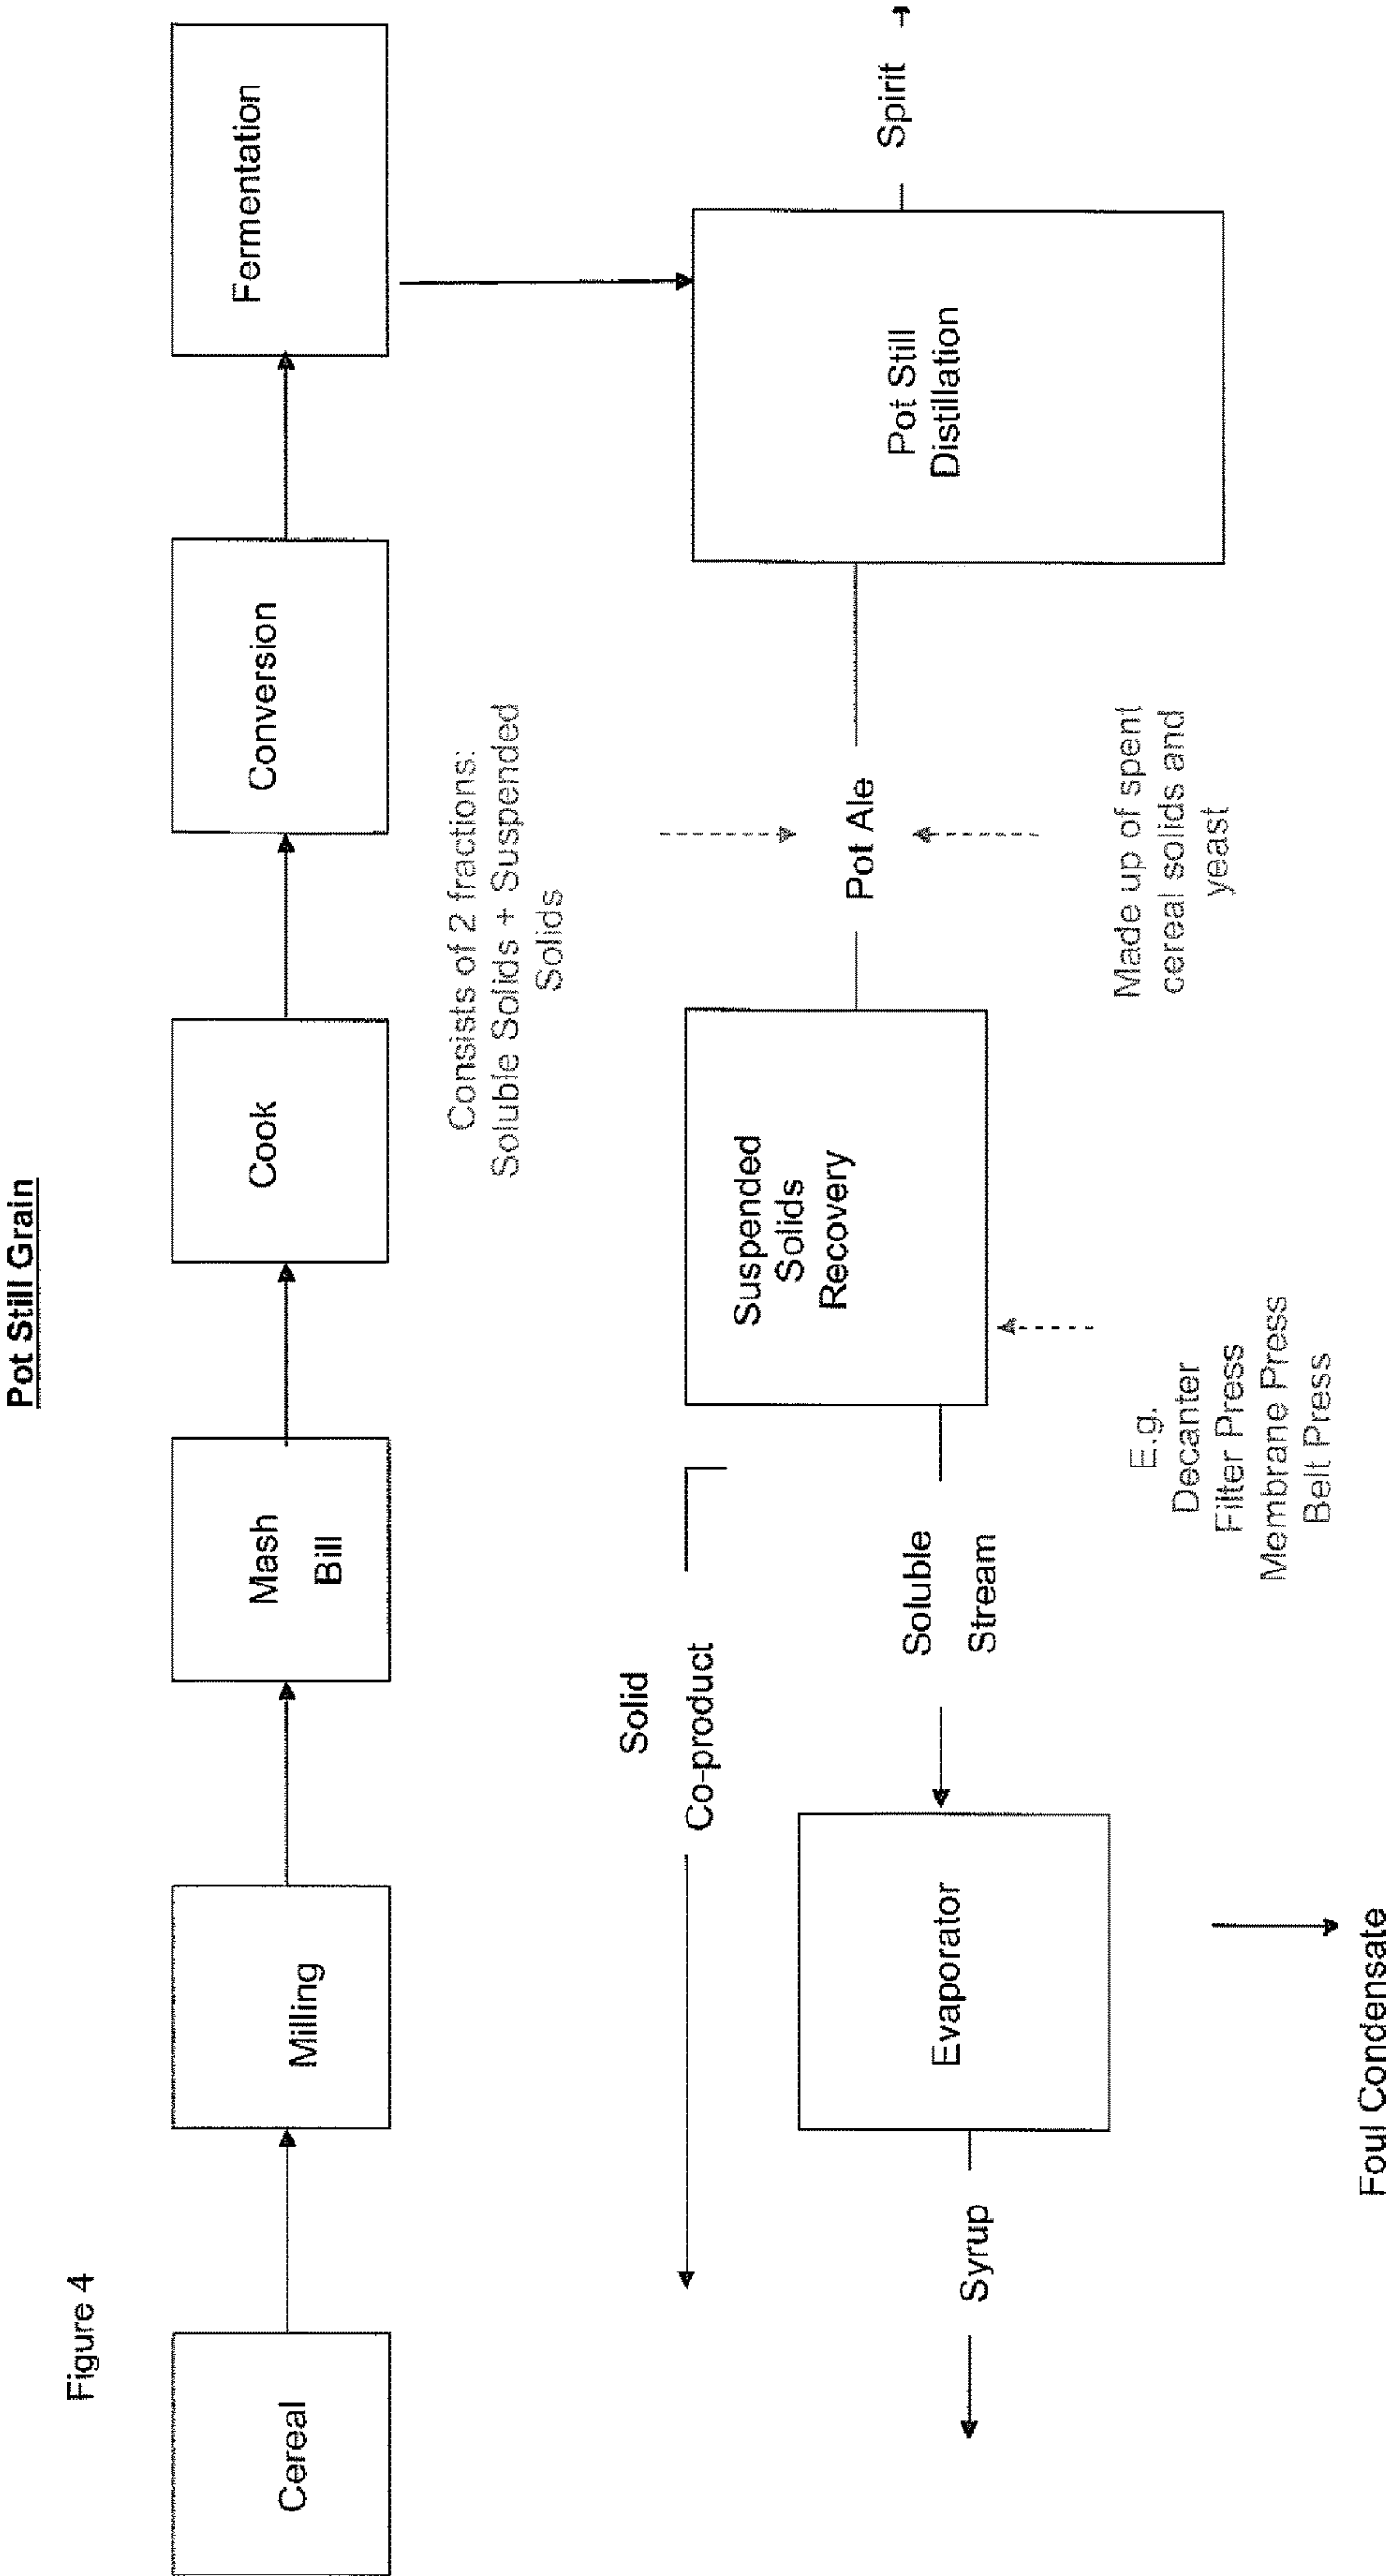 Pot Still Grain
Figure 4
Cereal
Milling
Mash
Bill
Cook
Conversion
Fermentation
Consists of 2 fractions:
Soluble Solids + Suspended
Solids
Solid
Co-product
Syrup
Evaporator
Soluble
Stream
Suspended
Solids
Recovery
Pot Ale
Pot Still
Distillation
Spirit
Foul Condensate
E.g.
Decanter
Filter Press
Membrane Press
Belt Press
Made up of spent
cereal solids and
yeast